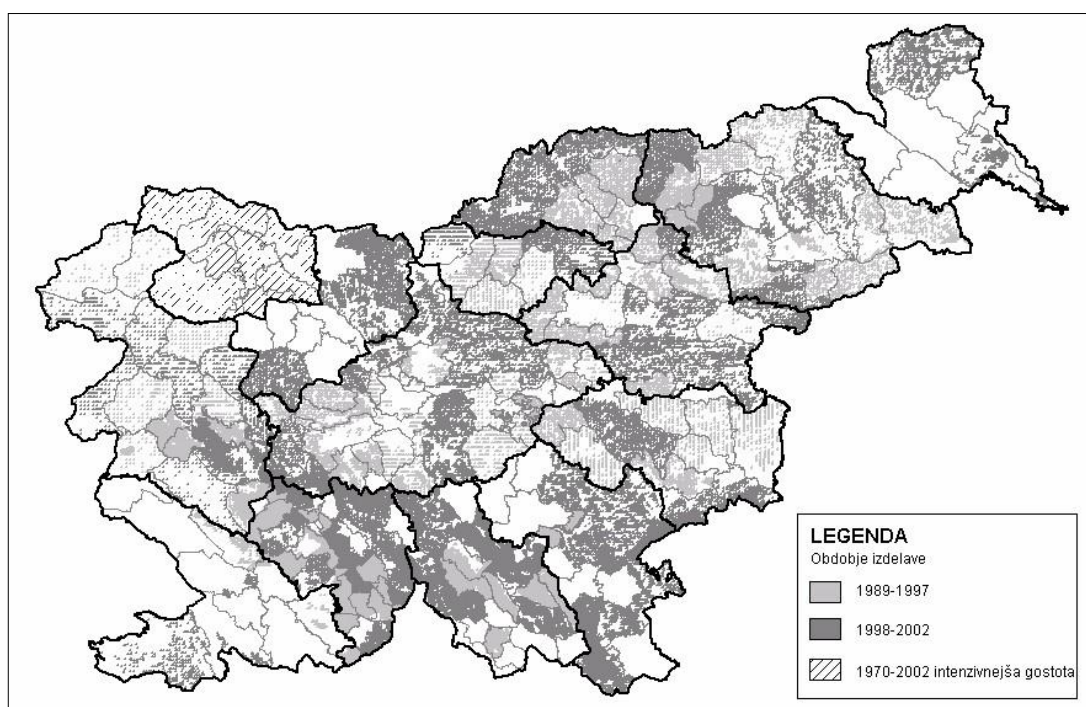 LEGENDA
Obdobje izdelave
1989-1997
1998-2002
1970-2002 intenzivnejša gostota